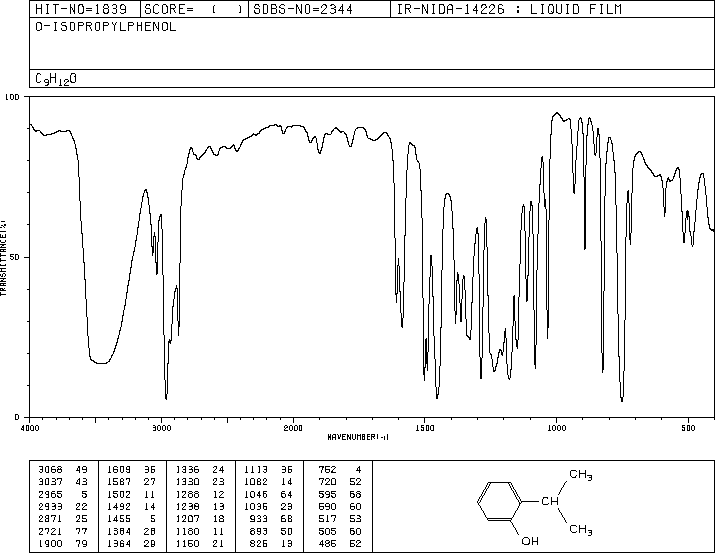 HIT-NO=1839 SCORE= ( ) SDBS-NO=2344 IR-NIDA-14226 : LIQUID FILM
O-ISOPROPYLPHENOL
C9H12O
100
50
0
TRANSMITTANCE(%)
4000 3000 2000 1500 1000 500
WAVENUMBER(-1)
3068 49 1609 36 1336 24 1113 35 752 4
3037 43 1587 27 1330 23 1082 14 720 52
2965 5 1502 11 1288 12 1046 64 595 68
2933 22 1492 14 1238 13 1036 23 590 60
2871 25 1455 5 1207 18 933 68 517 53
2721 77 1384 28 1180 11 893 50 505 60
1900 79 1364 29 1150 21 826 13 486 52
CH3
CH
CH3
OH